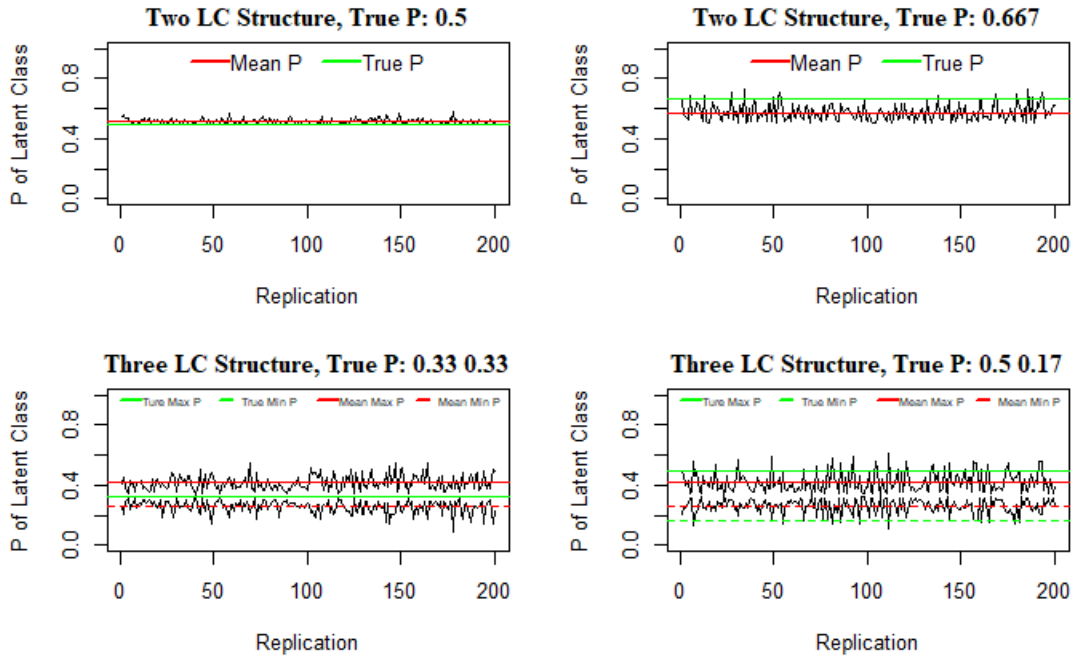 Two LC Structure, True P: 0.5
Two LC Structure, True P: 0.667
P of Latent Class
0.0 0.4 0.8
Mean P True P
0 50 100 150 200
Replication
P of Latent Class
0.0 0.4 0.8
Mean P True P
0 50 100 150 200
Replication
Three LC Structure, True P: 0.33 0.33
Three LC Structure, True P: 0.5 0.17
P of Latent Class
0.0 0.4 0.8
Ture Max P True Min P Mean Max P Mean Min P
0 50 100 150 200
Replication
P of Latent Class
0.0 0.4 0.8
Ture Max P True Min P Mean Max P Mean Min P
0 50 100 150 200
Replication